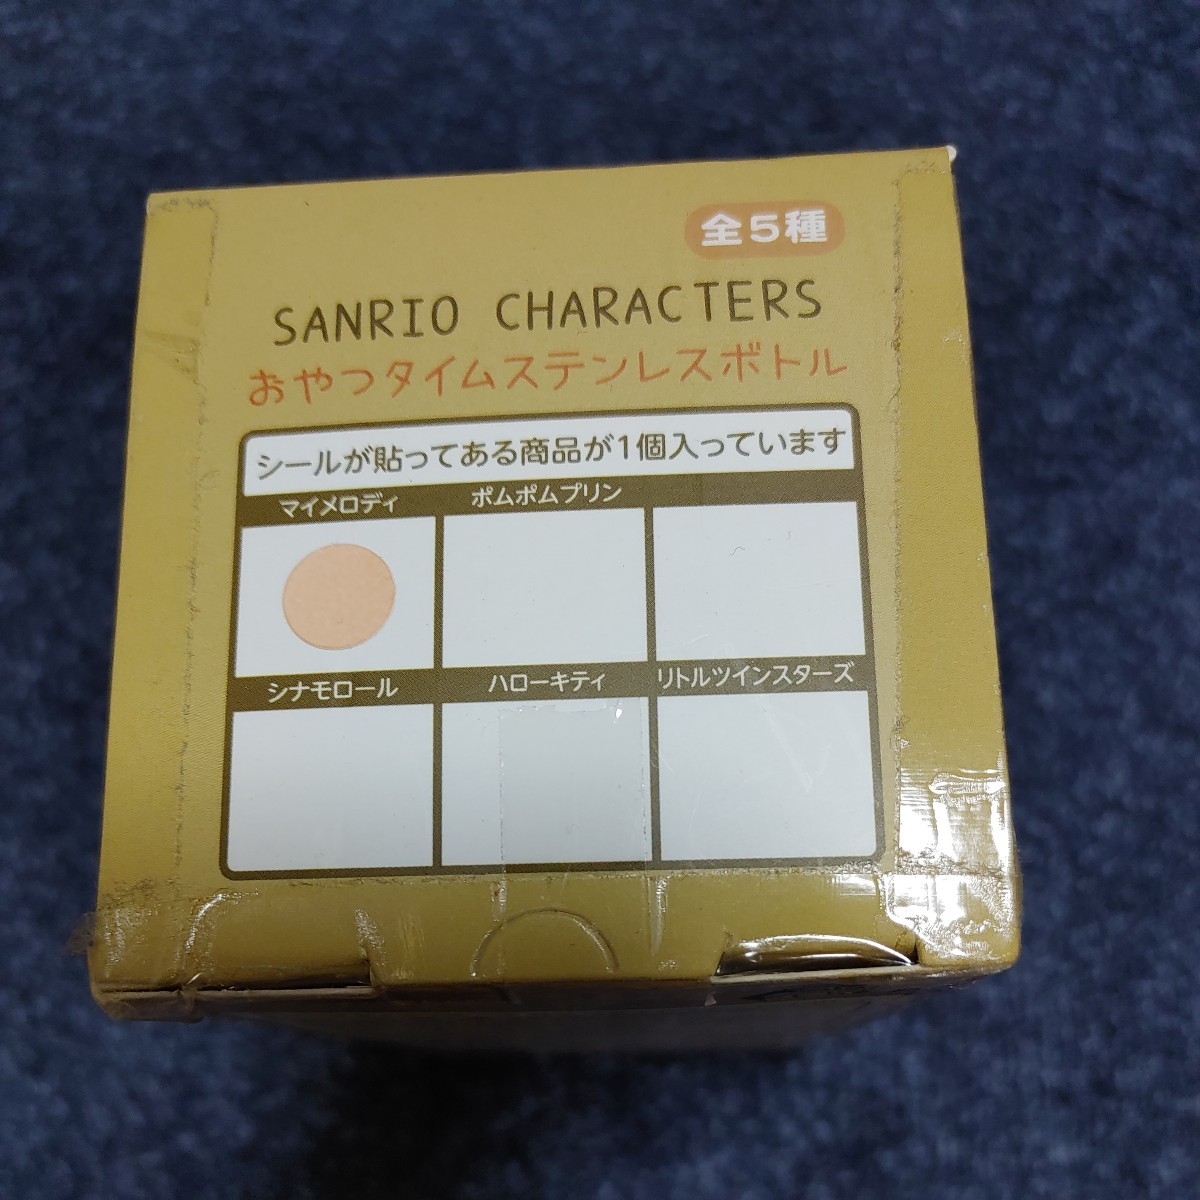 全5種
SANRIO CHARACTERS
おやつタイムステンレスボトル
シールが貼ってある商品が1個入っています
マイメロディ ポムポムプリン
シナモロール ハローキティ リトルツインスターズ